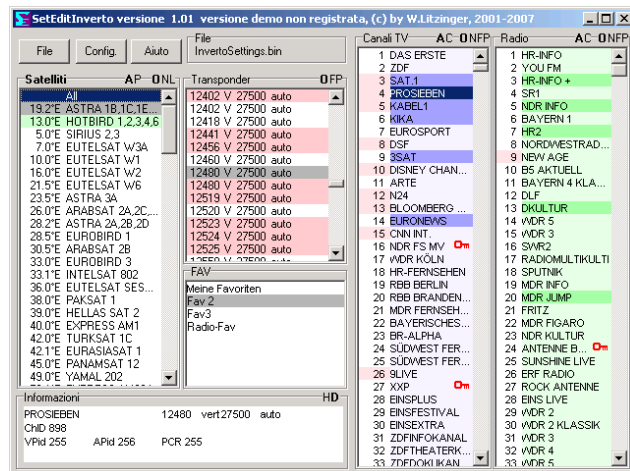 SetEditInverto versione 1.01 versione demo non registrata, (c) by W.Litzinger, 2001-2007
File Config. Aiuto
File
InvertoSettings.bin
Satelliti AP ONL
All
19.2°E ASTRA 1B,1C,1E...
13.0°E HOTBIRD 1,2,3,4,6
5.0°E SIRIUS 2,3
7.0°E EUTELSAT W3A
10.0°E EUTELSAT W1
16.0°E EUTELSAT W2
21.5°E EUTELSAT W6
23.5°E ASTRA 3A
26.0°E ARABSAT 2A,2C,...
28.2°E ASTRA 2A,2B,2D
28.5°E EUROBIRD 1
30.5°E ARABSAT 2B
33.0°E EUROBIRD 3
33.1°E INTELSAT 802
36.0°E EUTELSAT SES...
38.0°E PAKSAT 1
39.0°E HELLAS SAT 2
40.0°E EXPRESS AM1
42.0°E TURKSAT 1C
42.1°E EURASIASAT 1
45.0°E PANAMSAT 12
49.0°E YAMAL 202
Transponder OFP
12402 V 27500 auto
12402 V 27500 auto
12418 V 27500 auto
12441 V 27500 auto
12456 V 27500 auto
12460 V 27500 auto
12480 V 27500 auto
12480 V 27500 auto
12519 V 27500 auto
12520 V 27500 auto
12523 V 27500 auto
12524 V 27500 auto
12525 V 27500 auto
12550 V 27500 auto
FAV
Meine Favoriten
Fav 2
Fav3
Radio-Fav
Informazioni HD
PROSIEBEN 12480 vert27500 auto
ChID 898
VPid 255 APid 256 PCR 255
Canali TV AC ONFP
1 DAS ERSTE
2 ZDF
3 SAT.1
4 PROSIEBEN
5 KABEL1
6 KIKA
7 EUROSPORT
8 DSF
9 3SAT
10 DISNEY CHAN...
11 ARTE
12 N24
13 BLOOMBERG ...
14 EURONEWS
15 CNN INT.
16 NDR FS MV
17 WDR KÖLN
18 HR-FERNSEHEN
19 RBB BERLIN
20 RBB BRANDEN...
21 MDR FERNSEH...
22 BAYERISCHES...
23 BR-ALPHA
24 SÜDWEST FER...
25 SÜDWEST FER...
26 9LIVE
27 XXP
28 EINSPLUS
29 EINSFESTIVAL
30 EINSEXTRA
31 ZDFINFOKANAL
32 ZDFTHEATERK...
33 ZDFDOKUKAN
Radio AC ONFP
1 HR-INFO
2 YOU FM
3 HR-INFO +
4 SR1
5 NDR INFO
6 BAYERN 1
7 HR2
8 NORDWESTRAD...
9 NEW AGE
10 B5 AKTUELL
11 BAYERN 4 KLA...
12 DLF
13 DKULTUR
14 WDR 5
15 WDR 3
16 SWR2
17 RADIOMULTIKULTI
18 SPUTNIK
19 MDR INFO
20 MDR JUMP
21 FRITZ
22 MDR FIGARO
23 NDR KULTUR
24 ANTENNE B...
25 SUNSHINE LIVE
26 ERF RADIO
27 ROCK ANTENNE
28 EINS LIVE
29 WDR 2
30 WDR 2 KLASSIK
31 WDR 3
32 WDR 4
33 WDR 5